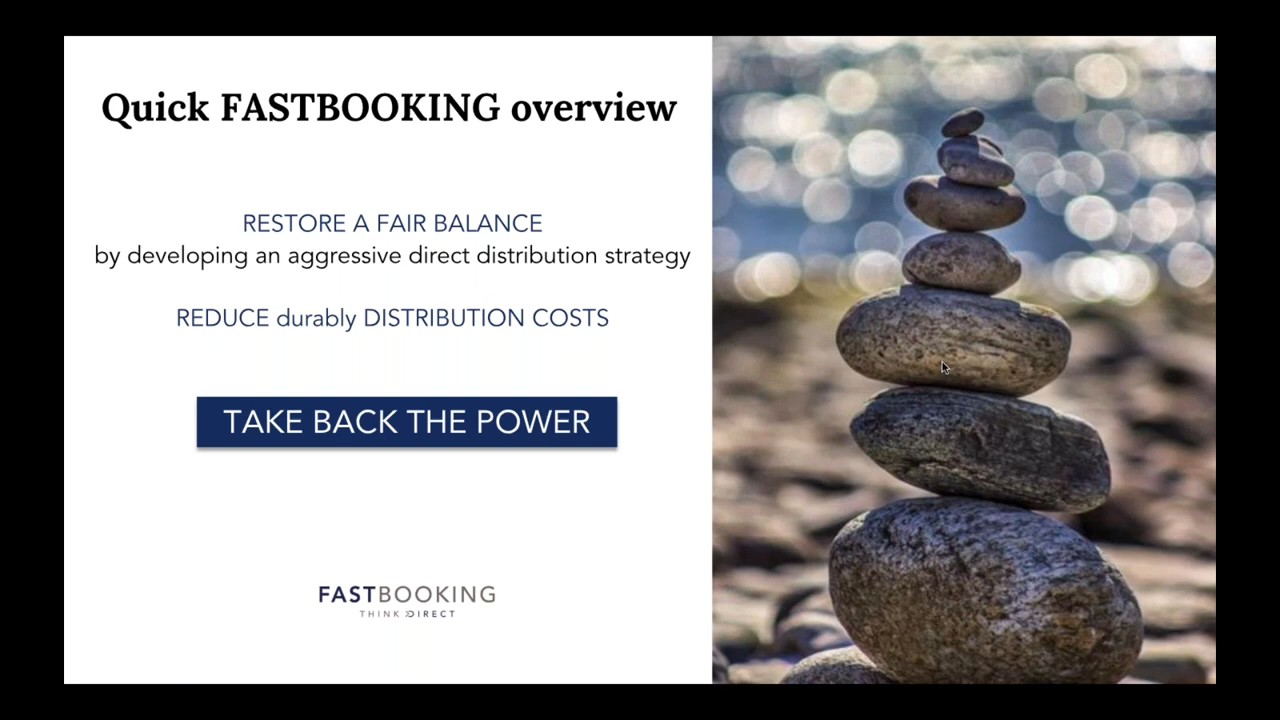 Quick FASTBOOKING overview
RESTORE A FAIR BALANCE
by developing an aggressive direct distribution strategy
REDUCE durably DISTRIBUTION COSTS
TAKE BACK THE POWER
FASTBOOKING
THINK DIRECT